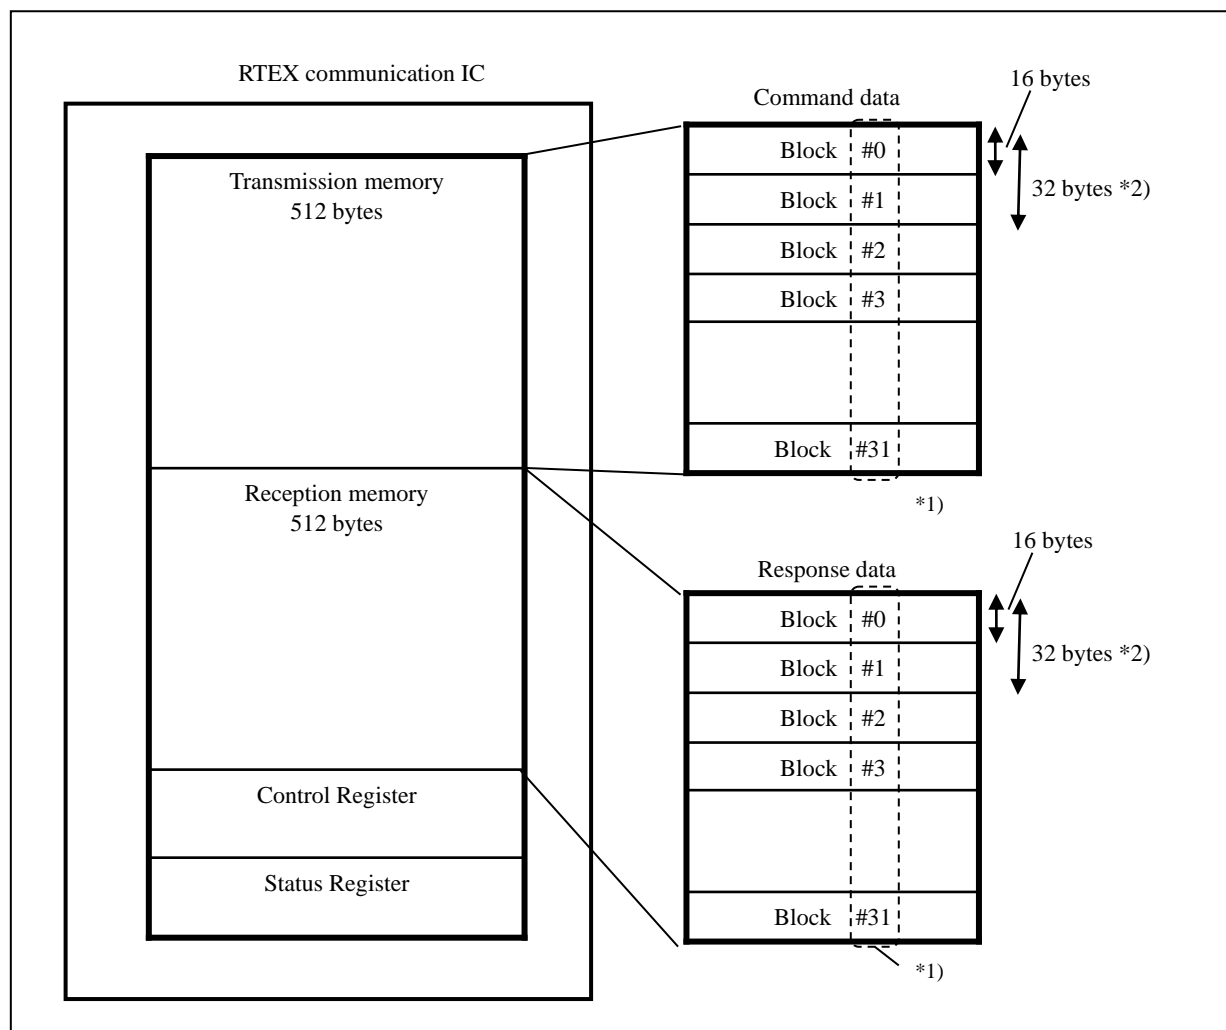 RTEX communication IC
Transmission memory
512 bytes
Reception memory
512 bytes
Control Register
Status Register
Command data
16 bytes
Block #0
32 bytes *2)
Block #1
Block #2
Block #3
Block #31
*1)
Response data
16 bytes
Block #0
32 bytes *2)
Block #1
Block #2
Block #3
Block #31
*1)